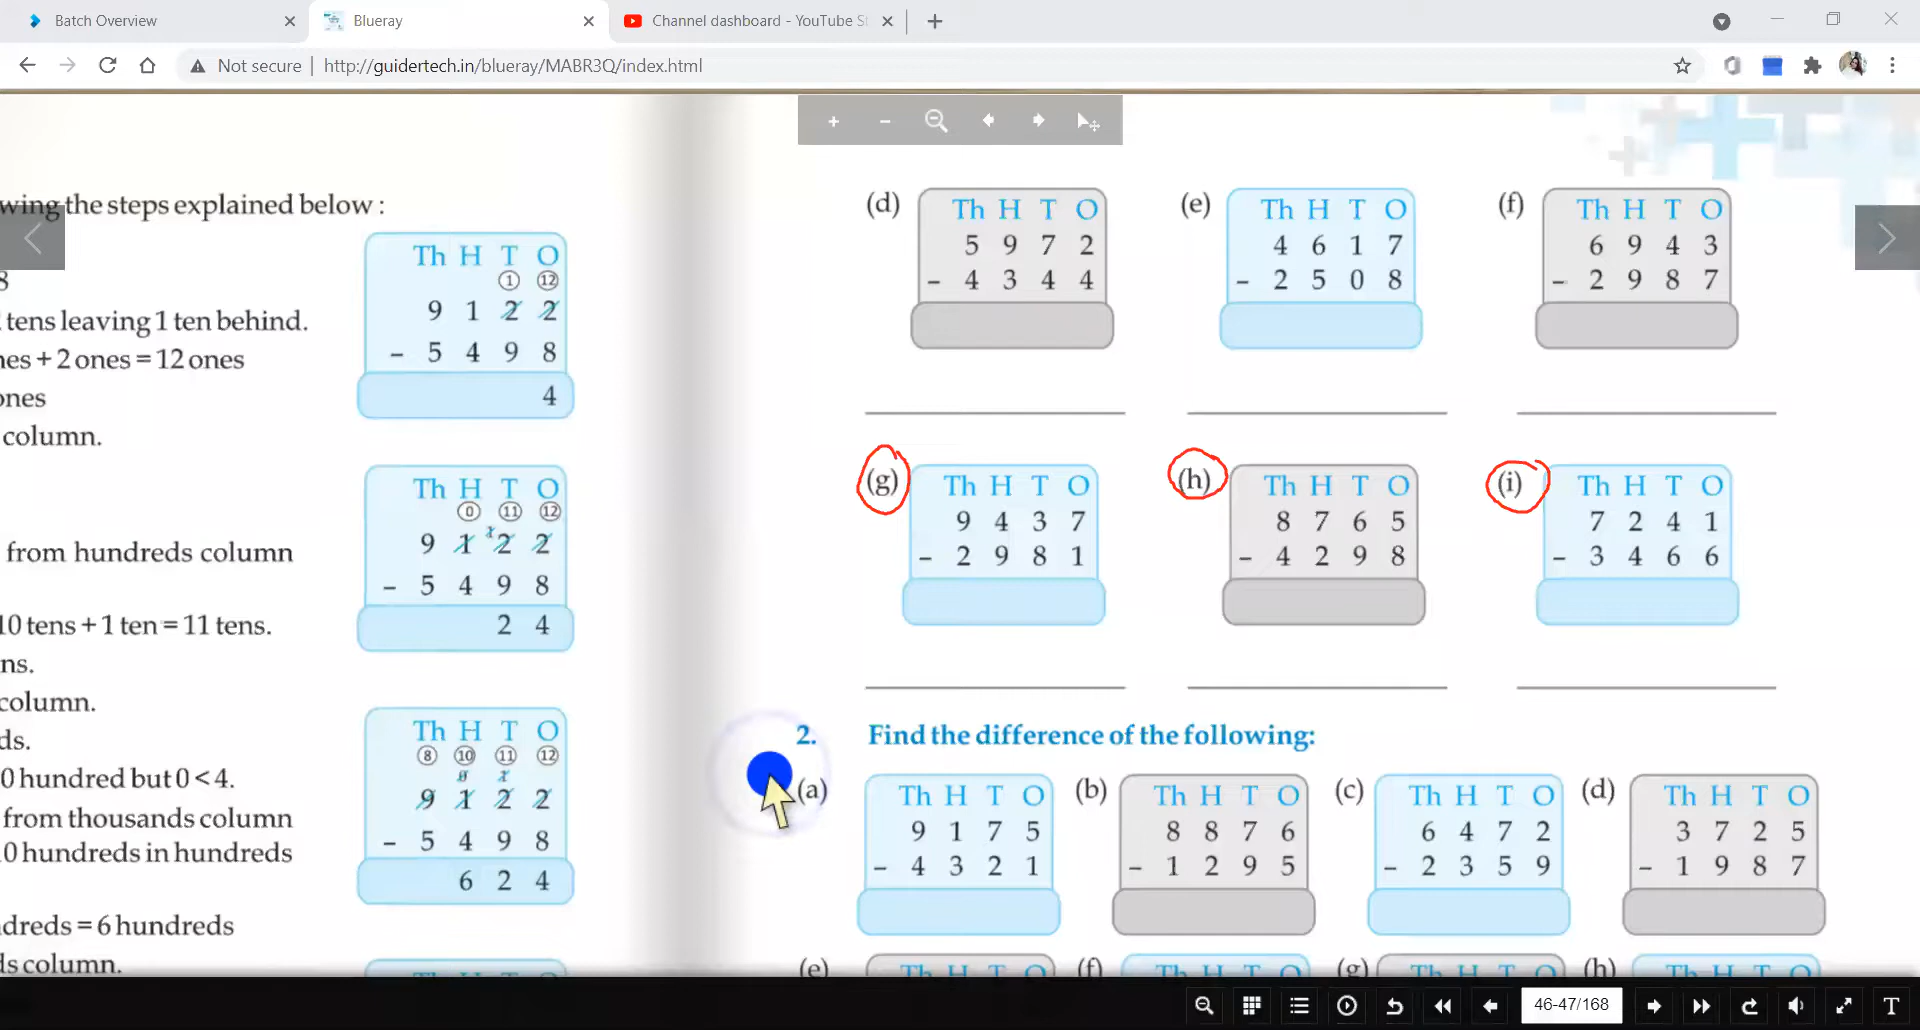 Batch Overview
Blueray
Channel dashboard - YouTube St
Not secure | http://guidertech.in/blueray/MABR3Q/index.html
wing the steps explained below :
8
tens leaving 1 ten behind.
nes + 2 ones = 12 ones
ones
column.
from hundreds column
10 tens + 1 ten = 11 tens.
ns.
column.
ds.
0 hundred but 0 < 4.
from thousands column
0 hundreds in hundreds
dreds = 6 hundreds
ds column.
Th H T O
1 12
9 1 2 2
- 5 4 9 8
4
Th H T O
0 11 12
1
9 1 2 2
- 5 4 9 8
2 4
Th H T O
8 10 11 12
0 1
9 1 2 2
- 5 4 9 8
6 2 4
Th H T O
(d)
Th H T O
5 9 7 2
- 4 3 4 4
(e)
Th H T O
4 6 1 7
- 2 5 0 8
(f)
Th H T O
6 9 4 3
- 2 9 8 7
(g)
Th H T O
9 4 3 7
- 2 9 8 1
(h)
Th H T O
8 7 6 5
- 4 2 9 8
(i)
Th H T O
7 2 4 1
- 3 4 6 6
2. Find the difference of the following:
(a)
Th H T O
9 1 7 5
- 4 3 2 1
(b)
Th H T O
8 8 7 6
- 1 2 9 5
(c)
Th H T O
6 4 7 2
- 2 3 5 9
(d)
Th H T O
3 7 2 5
- 1 9 8 7
(e)
Th H T O
(f)
Th H T O
(g)
Th H T O
(h)
Th H T O
46-47/168
T